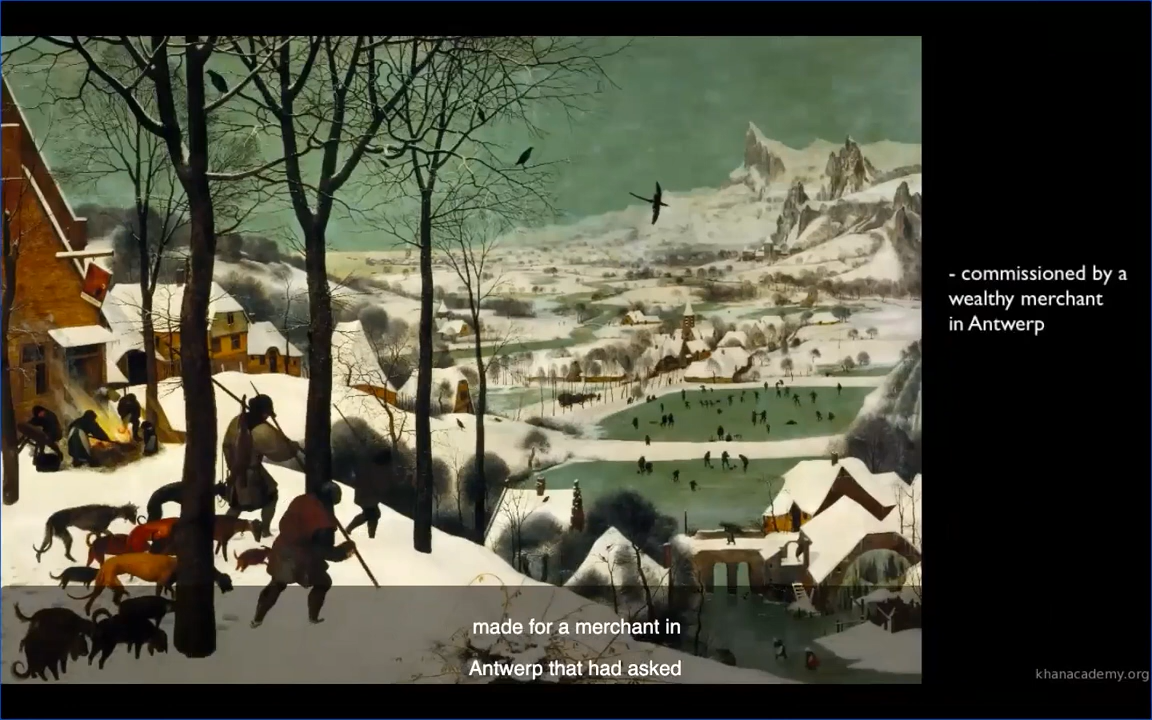 - commissioned by a
wealthy merchant
in Antwerp
made for a merchant in
Antwerp that had asked
khanacademy.org